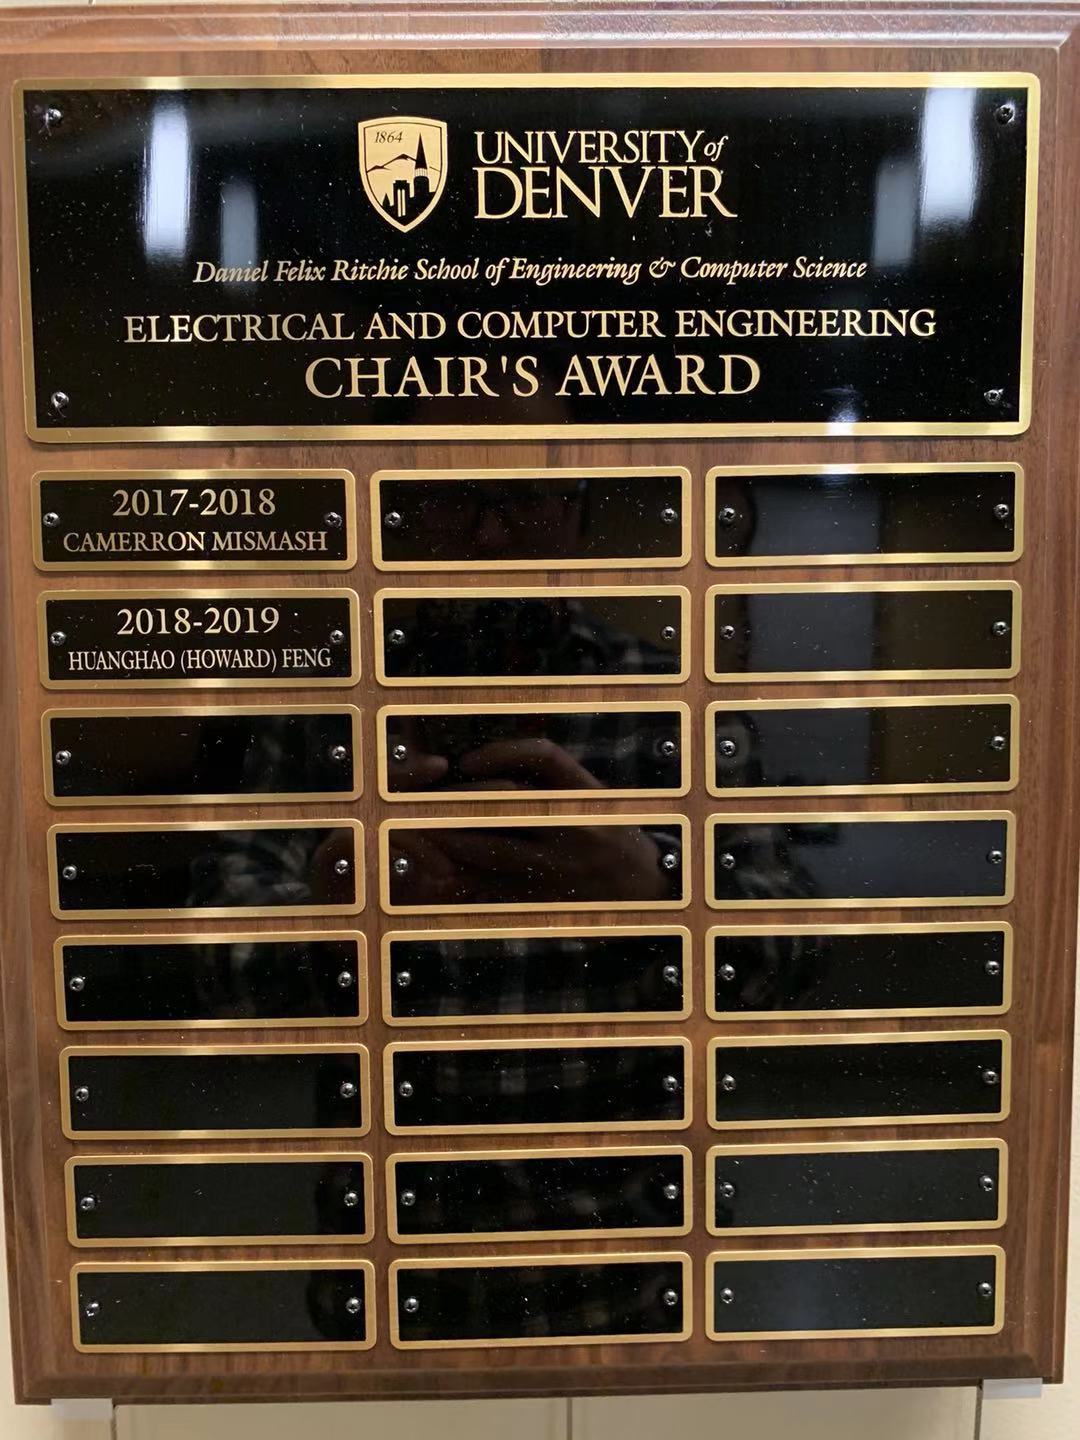 1864
UNIVERSITY of
DENVER
Daniel Felix Ritchie School of Engineering & Computer Science
ELECTRICAL AND COMPUTER ENGINEERING
CHAIR'S AWARD
2017-2018
CAMERRON MISMASH
2018-2019
HUANGHAO (HOWARD) FENG